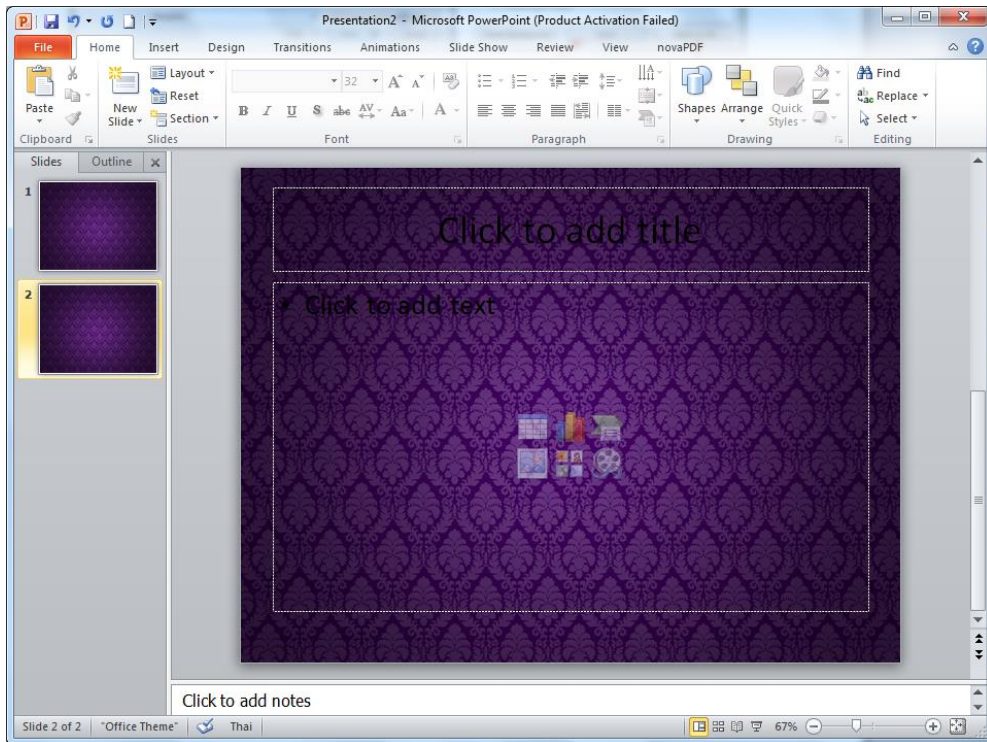 Presentation2 - Microsoft PowerPoint (Product Activation Failed)
File Home Insert Design Transitions Animations Slide Show Review View novaPDF
Paste
New Slide
Layout
Reset
Section
32
B I U S abc AV Aa A
Shapes Arrange Quick Styles
Find
Replace
Select
Clipboard Slides Font Paragraph Drawing Editing
Slides Outline
1
2
Click to add title
• Click to add text
Click to add notes
Slide 2 of 2 "Office Theme" Thai 67%